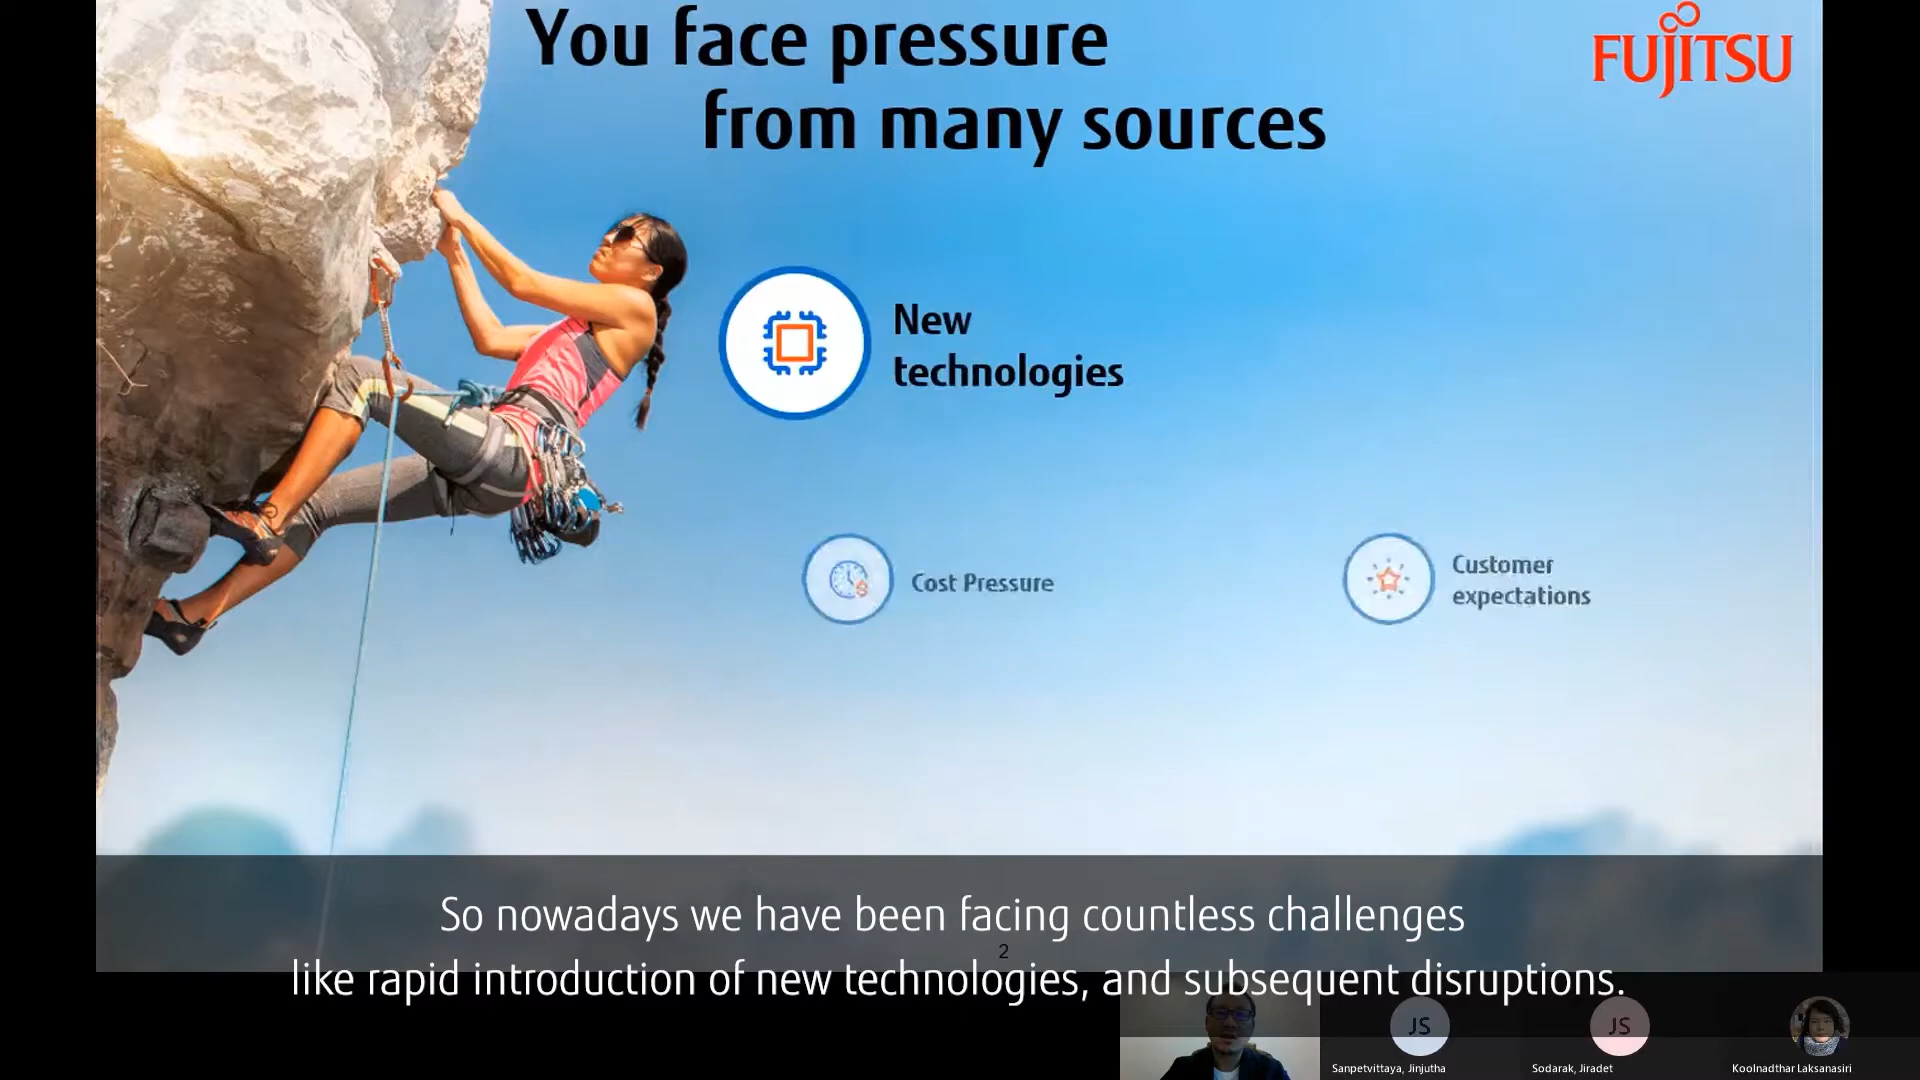 You face pressure
from many sources
FUJITSU
New
technologies
Cost Pressure
Customer
expectations
So nowadays we have been facing countless challenges
2
like rapid introduction of new technologies, and subsequent disruptions.
JS
JS
Sanpetvittaya, Jinjutha
Sodarak, Jiradet
Koolnadthar Laksanasiri